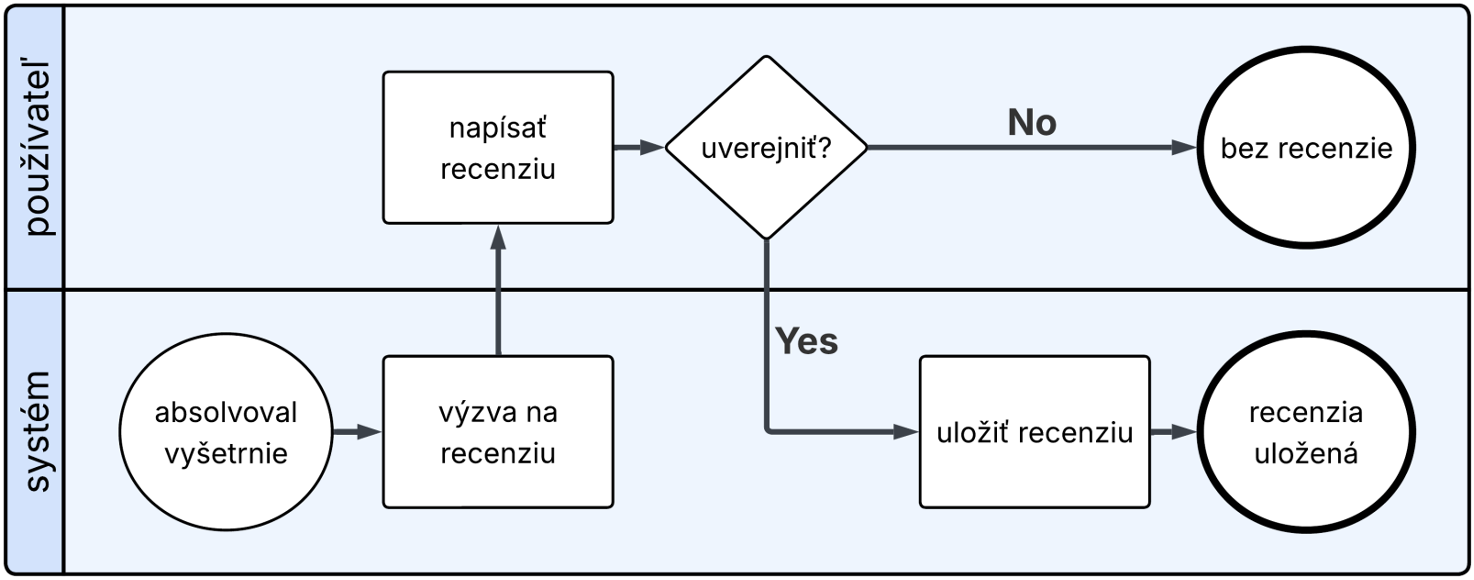 používateľ
napísať
recenziu
uverejniť?
No
bez recenzie
systém
Yes
absolvoval
vyšetrnie
výzva na
recenziu
uložiť recenziu
recenzia
uložená